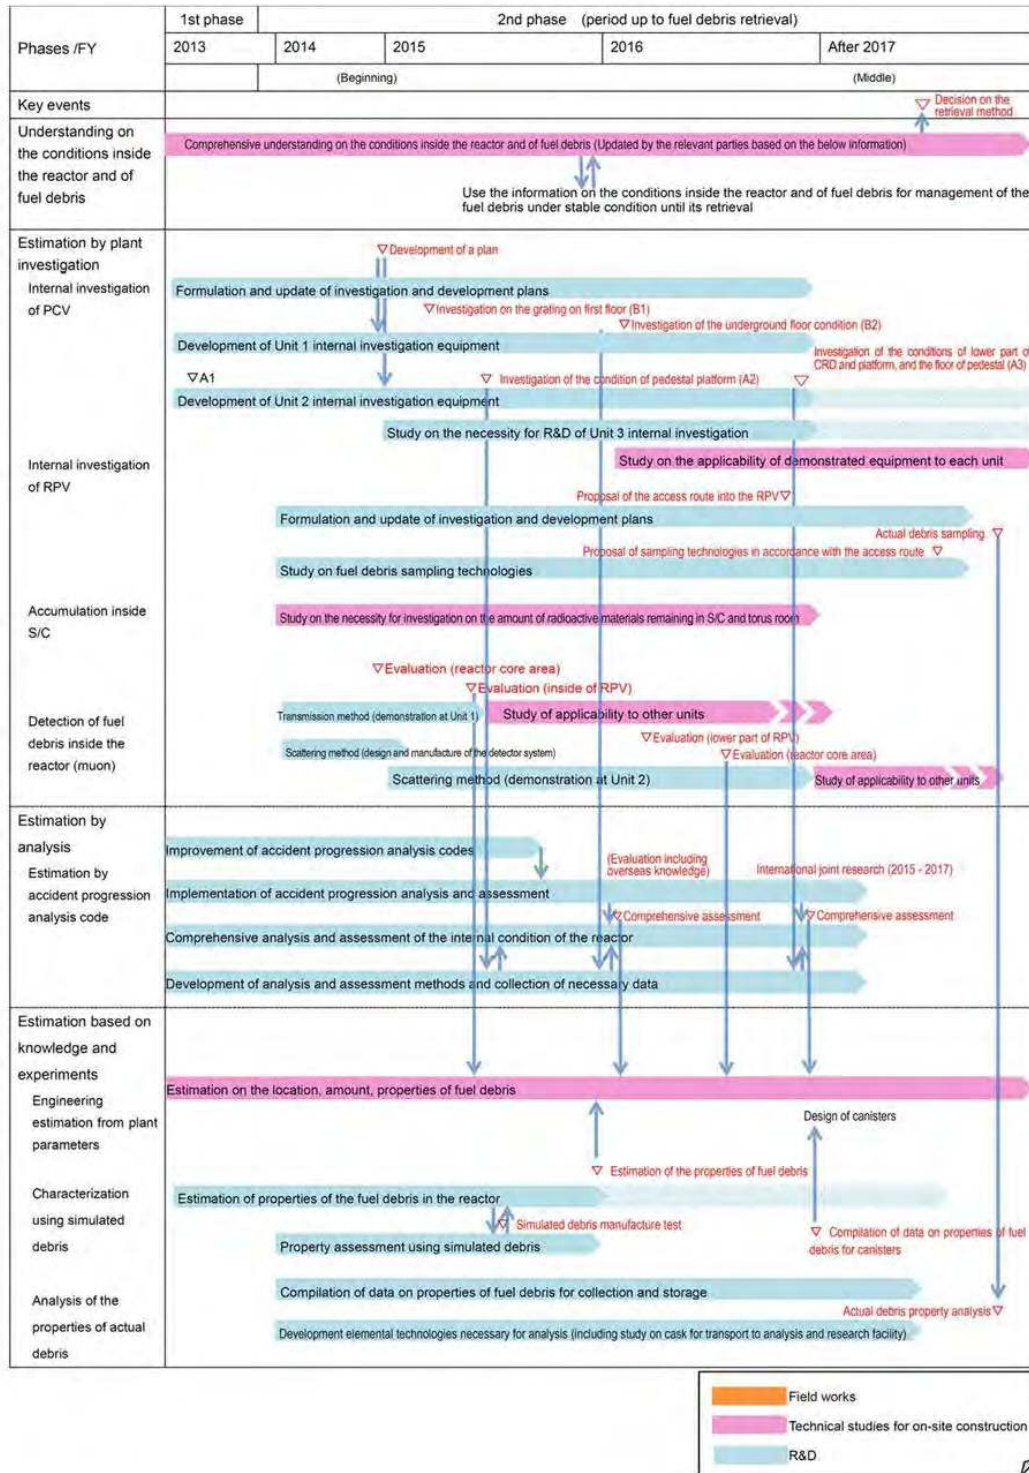 1st phase
2nd phase (period up to fuel debris retrieval)
Phases /FY
2013
2014
2015
2016
After 2017
(Beginning)
(Middle)
Key events
▽ Decision on the
retrieval method
Understanding on
the conditions inside
the reactor and of
fuel debris
Comprehensive understanding on the conditions inside the reactor and of fuel debris (Updated by the relevant parties based on the below information)
Use the information on the conditions inside the reactor and of fuel debris for management of the
fuel debris under stable condition until its retrieval
Estimation by plant
investigation
▽Development of a plan
Internal investigation
of PCV
Formulation and update of investigation and development plans
▽Investigation on the grating on first floor (B1)
▽Investigation of the underground floor condition (B2)
Development of Unit 1 internal investigation equipment
Investigation of the conditions of lower part of
CRD and platform, and the floor of pedestal (A3)
▽A1
▽ Investigation of the condition of pedestal platform (A2)
▽
Development of Unit 2 internal investigation equipment
Study on the necessity for R&D of Unit 3 internal investigation
Internal investigation
of RPV
Study on the applicability of demonstrated equipment to each unit
Proposal of the access route into the RPV▽
Formulation and update of investigation and development plans
Actual debris sampling ▽
Proposal of sampling technologies in accordance with the access route ▽
Study on fuel debris sampling technologies
Accumulation inside
S/C
Study on the necessity for investigation on the amount of radioactive materials remaining in S/C and torus room
▽Evaluation (reactor core area)
▽Evaluation (inside of RPV)
Detection of fuel
debris inside the
reactor (muon)
Transmission method (demonstration at Unit 1)
Study of applicability to other units
▽Evaluation (lower part of RPV)
Scattering method (design and manufacture of the detector system)
▽Evaluation (reactor core area)
Scattering method (demonstration at Unit 2)
Study of applicability to other units
Estimation by
analysis
Estimation by
accident progression
analysis code
Improvement of accident progression analysis codes
(Evaluation including
overseas knowledge)
International joint research (2015 - 2017)
Implementation of accident progression analysis and assessment
▽Comprehensive assessment
▽Comprehensive assessment
Comprehensive analysis and assessment of the internal condition of the reactor
Development of analysis and assessment methods and collection of necessary data
Estimation based on
knowledge and
experiments
Engineering
estimation from plant
parameters
Estimation on the location, amount, properties of fuel debris
Design of canisters
▽ Estimation of the properties of fuel debris
Characterization
using simulated
debris
Estimation of properties of the fuel debris in the reactor
▽ Simulated debris manufacture test
▽ Compilation of data on properties of fuel
debris for canisters
Property assessment using simulated debris
Compilation of data on properties of fuel debris for collection and storage
Analysis of the
properties of actual
debris
Actual debris property analysis ▽
Development elemental technologies necessary for analysis (including study on cask for transport to analysis and research facility)
Field works
Technical studies for on-site construction
R&D